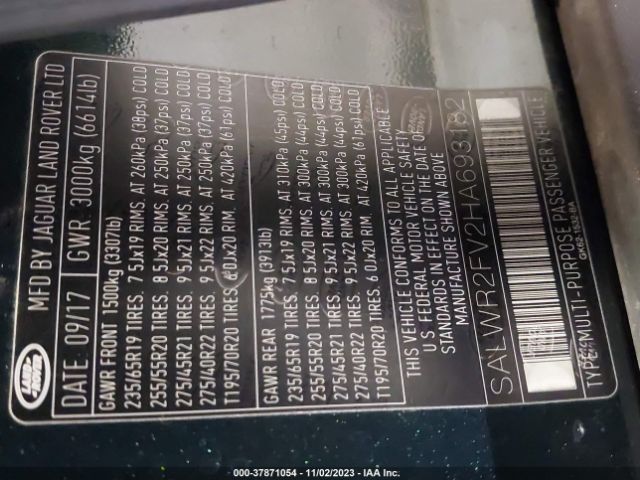 LAND-
ROVER
MFD BY JAGUAR LAND ROVER LTD
DATE: 09/17 GWR: 3000kg (6614lb)
GAWR FRONT 1500kg (3307lb)
235/65R19 TIRES. 7.5Jx19 RIMS. AT 260kPA (38psi) COLD
255/55R20 TIRES. 8.5Jx20 RIMS. AT 250kPA (37psi) COLD
275/45R21 TIRES. 9.5Jx21 RIMS. AT 250kPA (37psi) COLD
275/40R22 TIRES. 9.5Jx22 RIMS. AT 250kPA (37psi) COLD
T195/70R20 TIRES. 6.0Jx20 RIM. AT 420kPA (61psi) COLD
GAWR REAR 1775kg (3913lb)
235/65R19 TIRES. 7.5Jx19 RIMS. AT 310kPA (45psi) COLD
255/55R20 TIRES. 8.5Jx20 RIMS. AT 300kPA (44psi) COLD
275/45R21 TIRES. 9.5Jx21 RIMS. AT 300kPA (44psi) COLD
275/40R22 TIRES. 9.5Jx22 RIMS. AT 300kPA (44psi) COLD
T195/70R20 TIRES. 6.0Jx20 RIM. AT 420kPA (61psi) COLD
THIS VEHICLE CONFORMS TO ALL APPLICABLE
U.S. FEDERAL MOTOR VEHICLE SAFETY
STANDARDS IN EFFECT ON THE DATE OF
MANUFACTURE SHOWN ABOVE
SALWR2FV2HA693182
TYPE: MULTI-PURPOSE PASSENGER VEHICLE
000-37871054 - 11/02/2023 - IAA Inc.